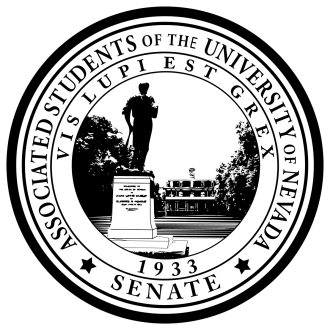 ASSOCIATED STUDENTS OF THE UNIVERSITY OF NEVADA
VIS LUPI EST GREX
1933
SENATE